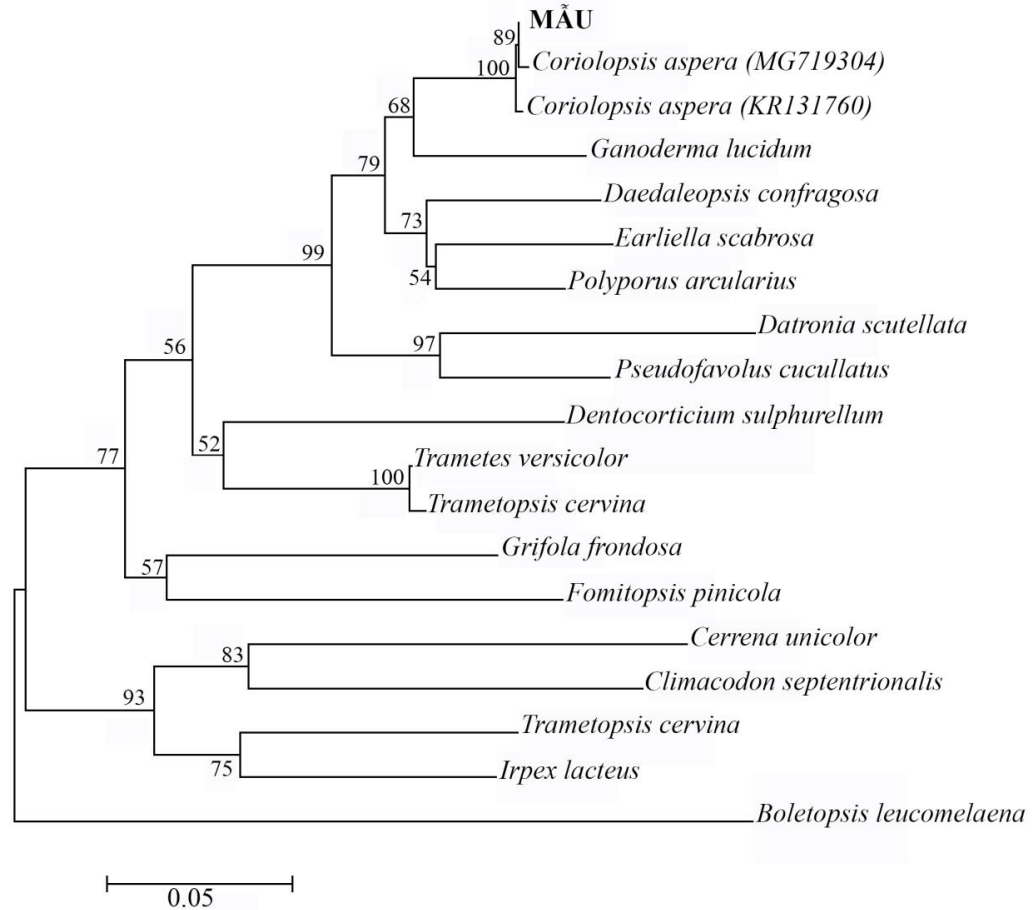 MẪU
89
Coriolopsis aspera (MG719304)
100
Coriolopsis aspera (KR131760)
68
Ganoderma lucidum
79
Daedaleopsis confragosa
73
Earliella scabrosa
99
54
Polyporus arcularius
Datronia scutellata
97
56
Pseudofavolus cucullatus
Dentocorticium sulphurellum
52
77
Trametes versicolor
100
Trametopsis cervina
Grifola frondosa
57
Fomitopsis pinicola
Cerrena unicolor
83
Climacodon septentrionalis
93
Trametopsis cervina
75
Irpex lacteus
Boletopsis leucomelaena
0.05